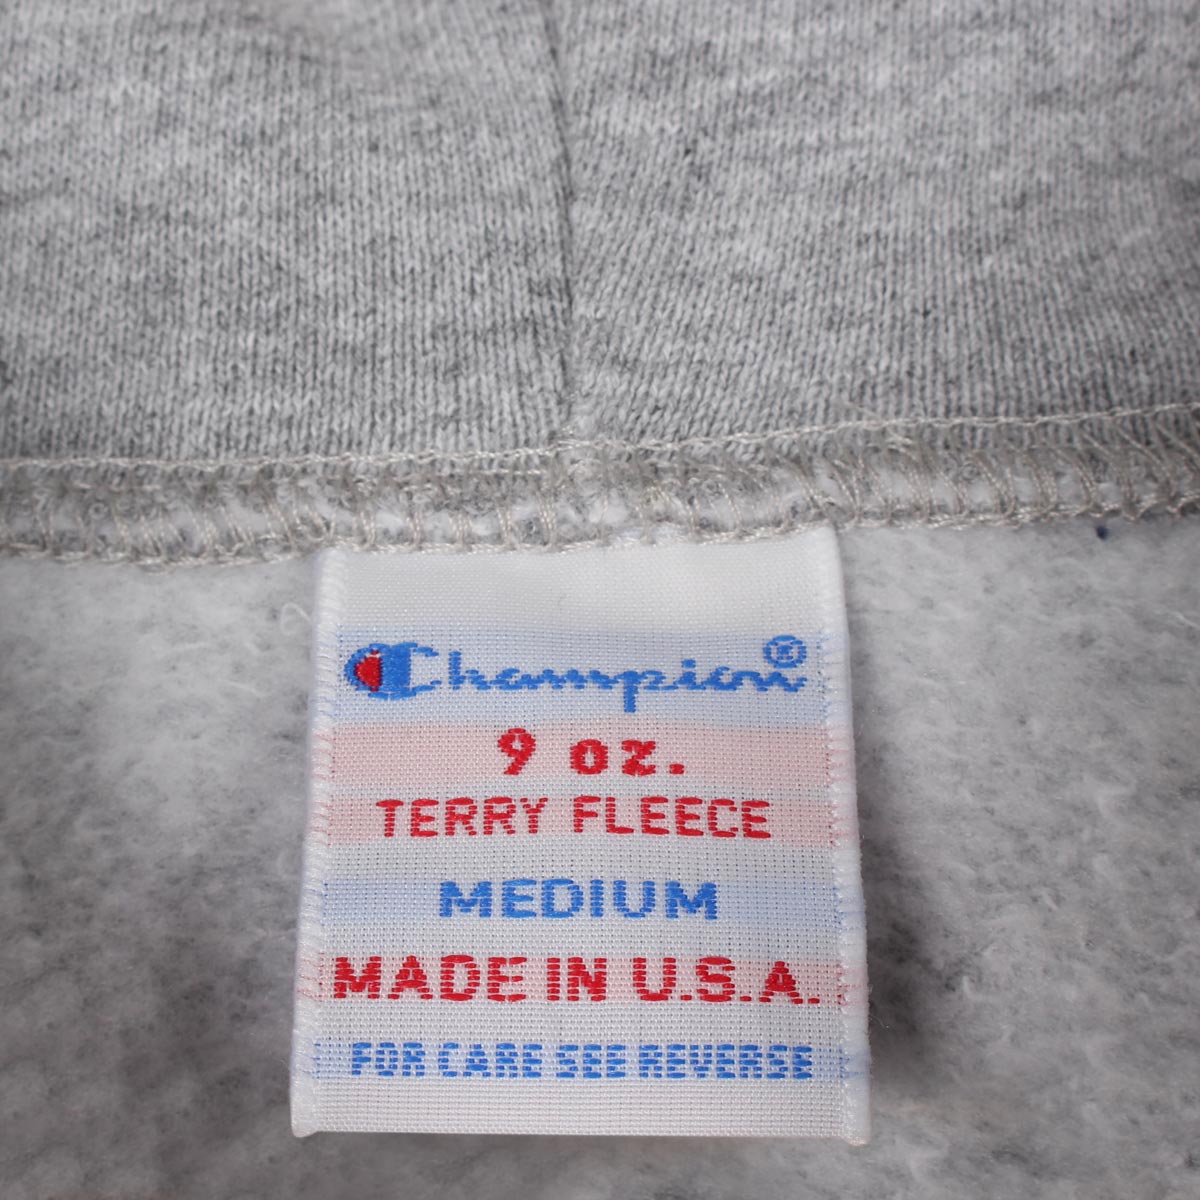 Champion®
9 oz.
TERRY FLEECE
MEDIUM
MADE IN U.S.A.
FOR CARE SEE REVERSE